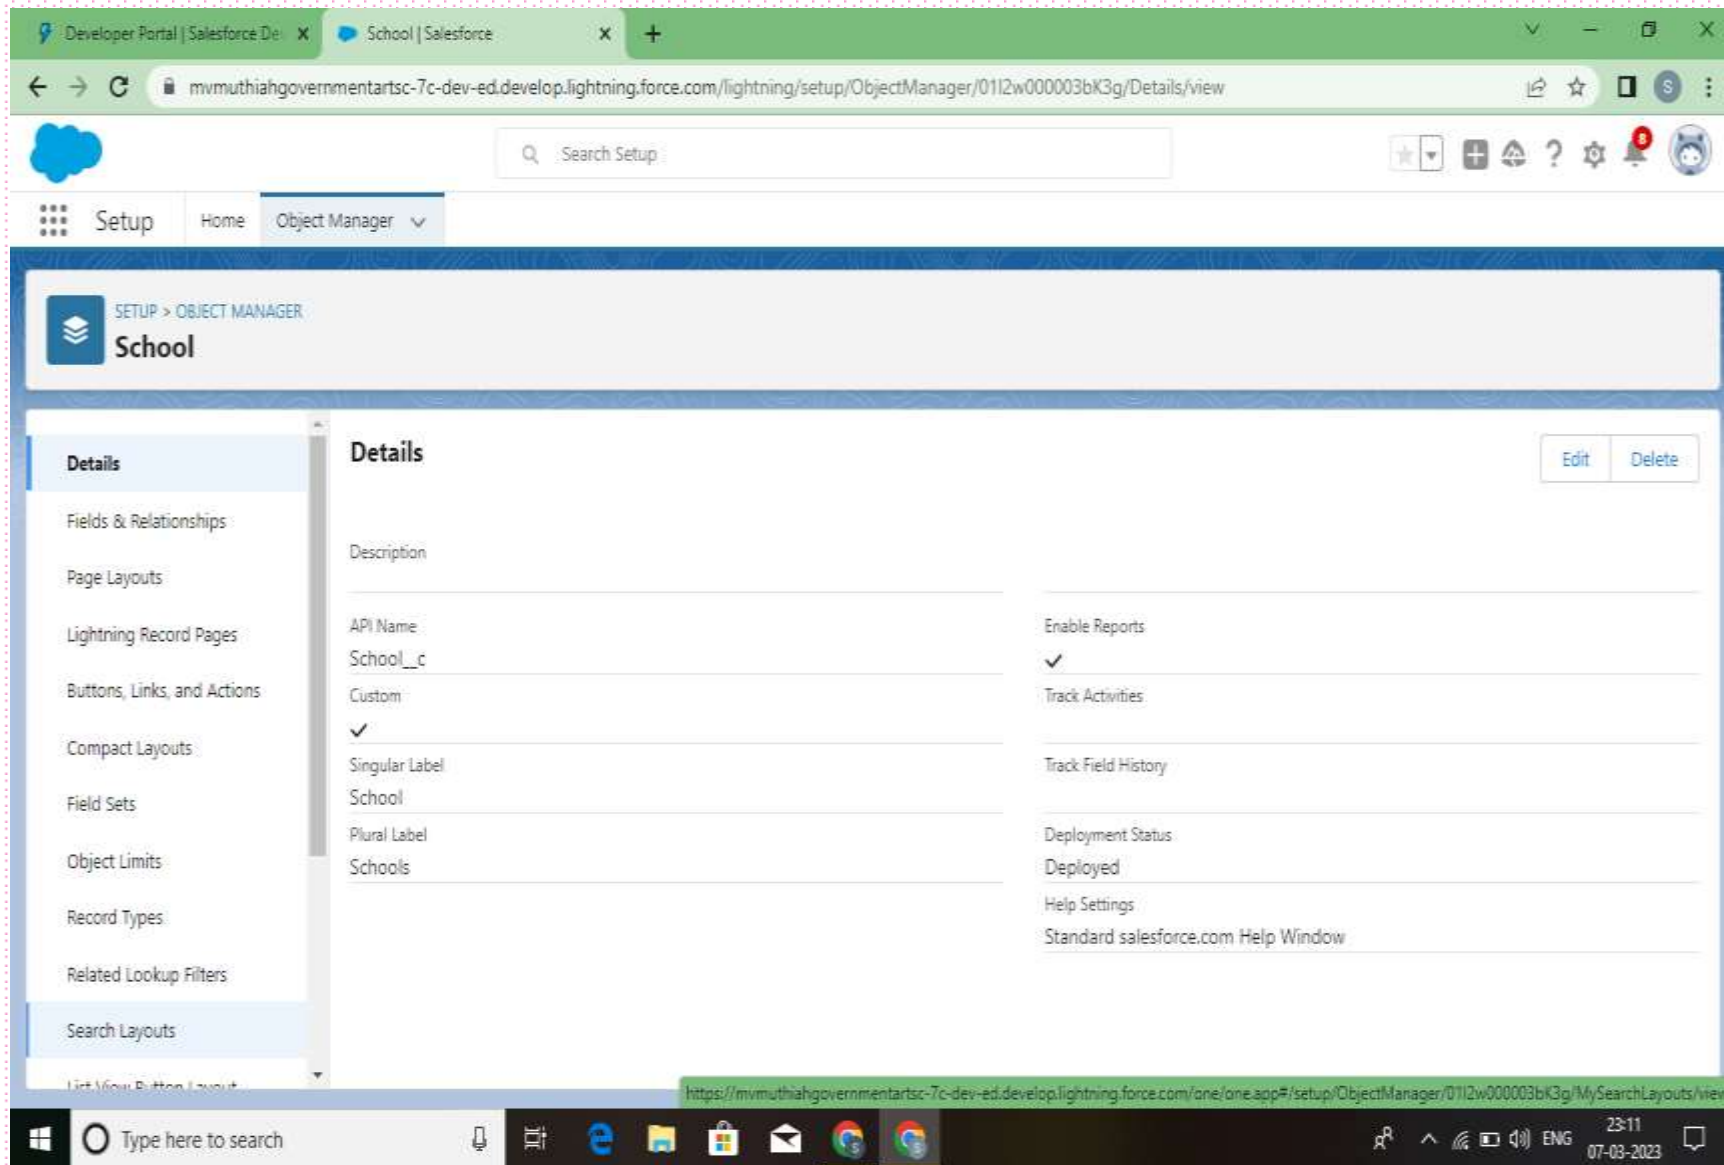 Developer Portal | Salesforce De
School | Salesforce
mvmuthiahgovernmentartsc-7c-dev-ed.develop.lightning.force.com/lightning/setup/ObjectManager/01I2w000003bK3g/Details/view
S
Search Setup
8
Setup
Home
Object Manager
SETUP > OBJECT MANAGER
School
Details
Fields & Relationships
Page Layouts
Lightning Record Pages
Buttons, Links, and Actions
Compact Layouts
Field Sets
Object Limits
Record Types
Related Lookup Filters
Search Layouts
List View Button Layout
Details
Edit
Delete
Description
API Name
School__c
Custom
Singular Label
School
Plural Label
Schools
Enable Reports
Track Activities
Track Field History
Deployment Status
Deployed
Help Settings
Standard salesforce.com Help Window
https://mvmuthiahgovernmentartsc-7c-dev-ed.develop.lightning.force.com/one/one.app#/setup/ObjectManager/01I2w000003bK3g/MySearchLayouts/view
Type here to search
ENG
23:11
07-03-2023